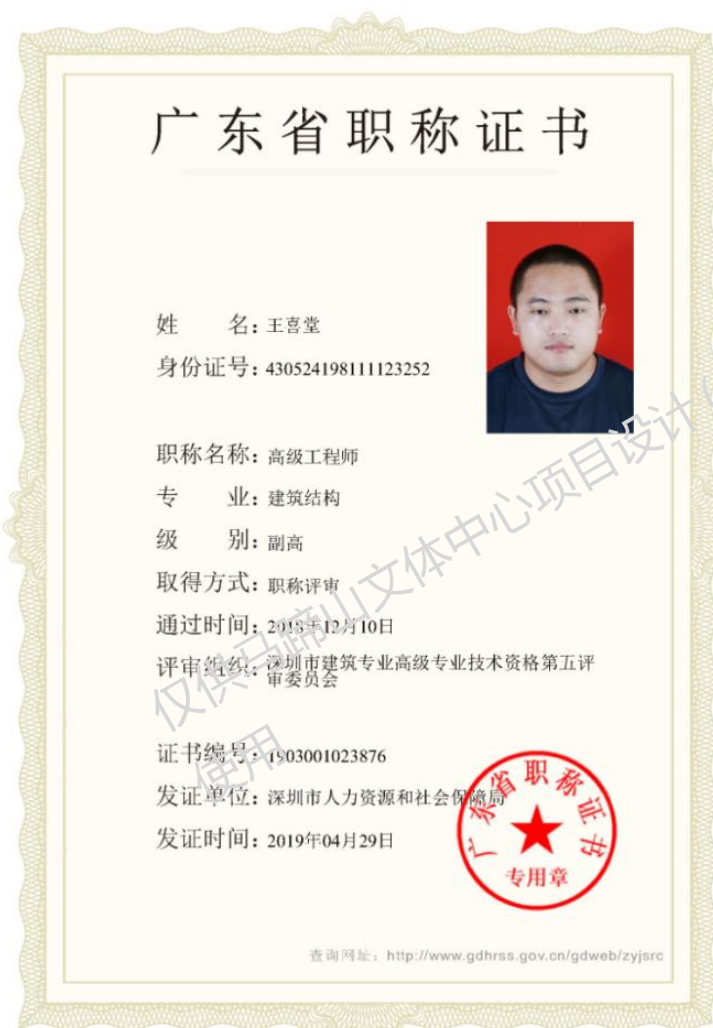 广东省职称证书
姓 名：王喜堂
身份证号：430524198111123252
职称名称：高级工程师
专 业：建筑结构
级 别：副高
取得方式：职称评审
通过时间：2018年12月10日
评审组织：深圳市建筑专业高级专业技术资格第五评
审委员会
证书编号：1903001023876
发证单位：深圳市人力资源和社会保障局
发证时间：2019年04月29日
广东省职称证书
专用章
查询网址：http://www.gdhrss.gov.cn/gdweb/zyjsrc
仅供马蹄山文体中心项目设计（
使用